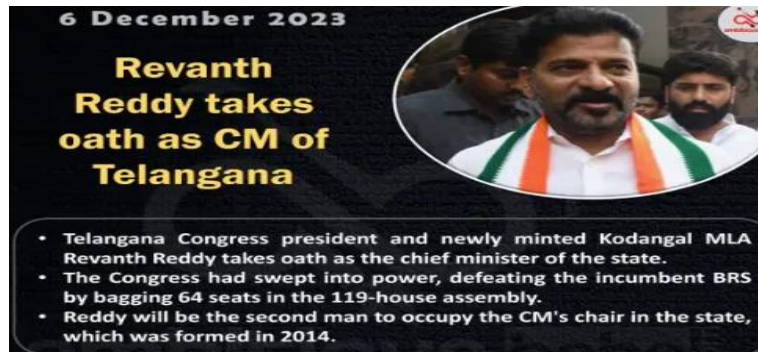 6 December 2023
Revanth
Reddy takes
oath as CM of
Telangana
• Telangana Congress president and newly minted Kodangal MLA
Revanth Reddy takes oath as the chief minister of the state.
• The Congress had swept into power, defeating the incumbent BRS
by bagging 64 seats in the 119-house assembly.
• Reddy will be the second man to occupy the CM's chair in the state,
which was formed in 2014.